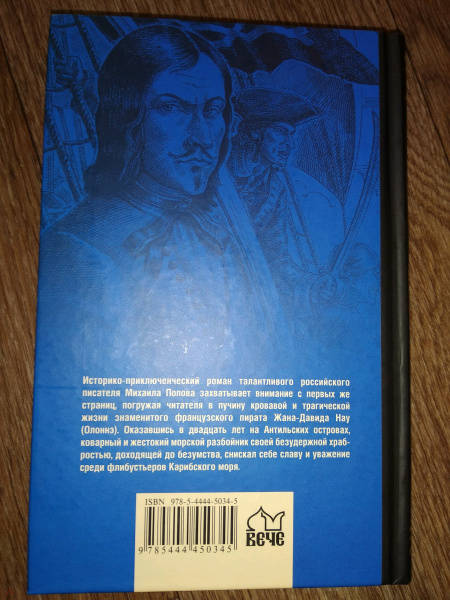 Историко-приключенческий роман талантливого российского
писателя Михаила Попова захватывает внимание с первых же
страниц, погружая читателя в пучину кровавой и трагической
жизни знаменитого французского пирата Жана-Давида Нау
(Олоннэ). Оказавшись в двадцать лет на Антильских островах,
коварный и жестокий морской разбойник своей безудержной храб-
ростью, доходящей до безумства, снискал себе славу и уважение
среди флибустьеров Карибского моря.
ISBN 978-5-4444-5034-5
9 785444 450345
ВЕЧЕ